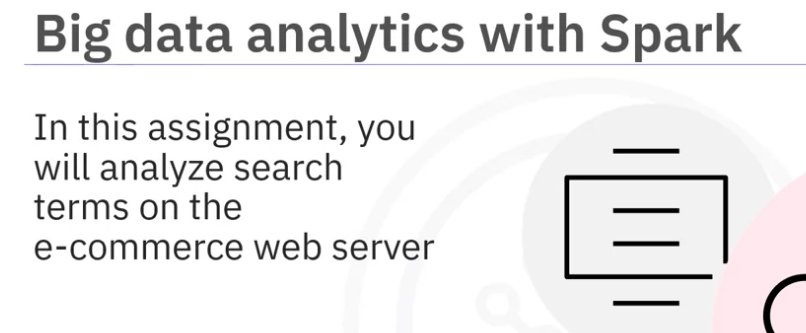 Big data analytics with Spark
In this assignment, you
will analyze search
terms on the
e-commerce web server